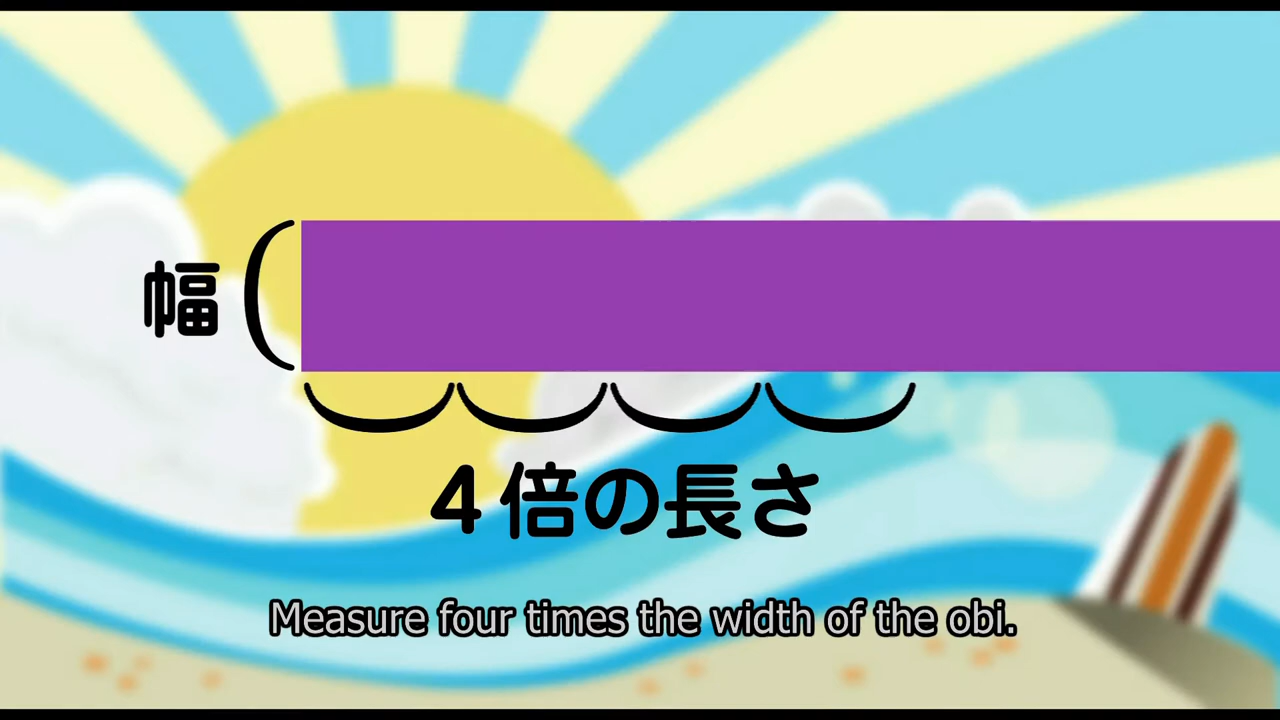 幅
４倍の長さ
Measure four times the width of the obi.